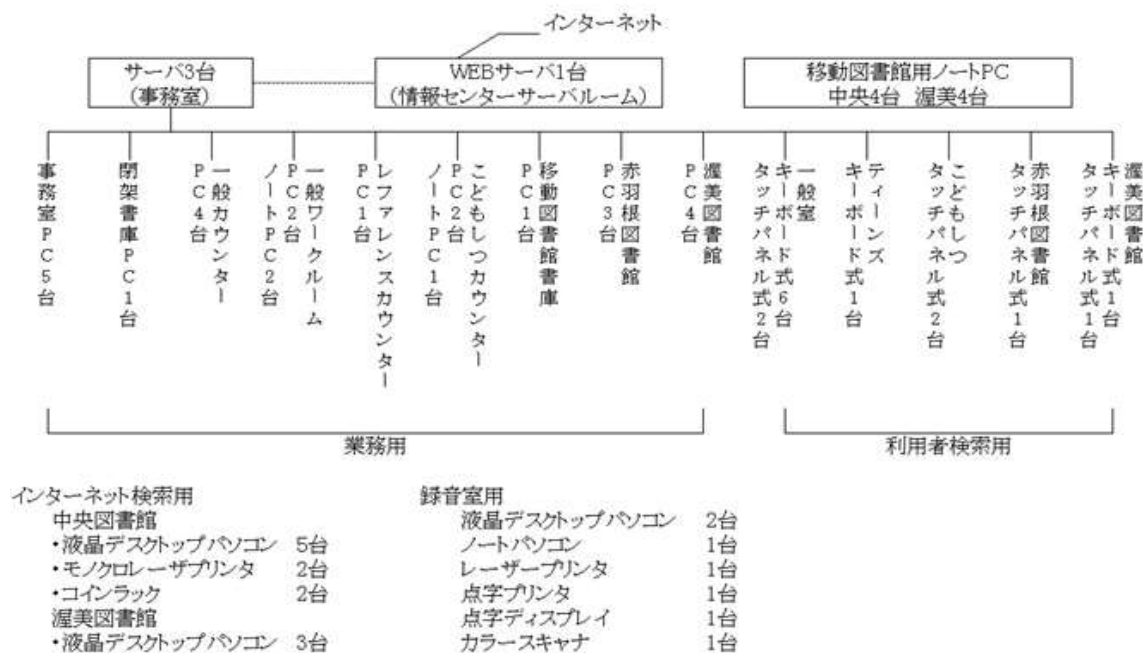 インターネット
サーバ3台
(事務室)
WEBサーバ1台
(情報センターサーバルーム)
移動図書館用ノートPC
中央4台 渥美4台
事務室PC5台
閉架書庫PC1台
一般カウンター
PC4台
一般ワークルーム
PC2台
ノートPC2台
レファレンスカウンター
PC1台
こどもしつカウンター
PC2台
ノートPC1台
移動図書館書庫
PC1台
赤羽根図書館
PC3台
渥美図書館
PC4台
一般室
キーボード式6台
タッチパネル式2台
ティーンズ
キーボード式1台
こどもしつ
タッチパネル式2台
赤羽根図書館
タッチパネル式1台
渥美図書館
キーボード式1台
タッチパネル式1台
業務用
利用者検索用
インターネット検索用
中央図書館
・液晶デスクトップパソコン 5台
・モノクロレーザプリンタ 2台
・コインラック 2台
渥美図書館
・液晶デスクトップパソコン 3台
録音室用
液晶デスクトップパソコン 2台
ノートパソコン 1台
レーザープリンタ 1台
点字プリンタ 1台
点字ディスプレイ 1台
カラースキャナ 1台